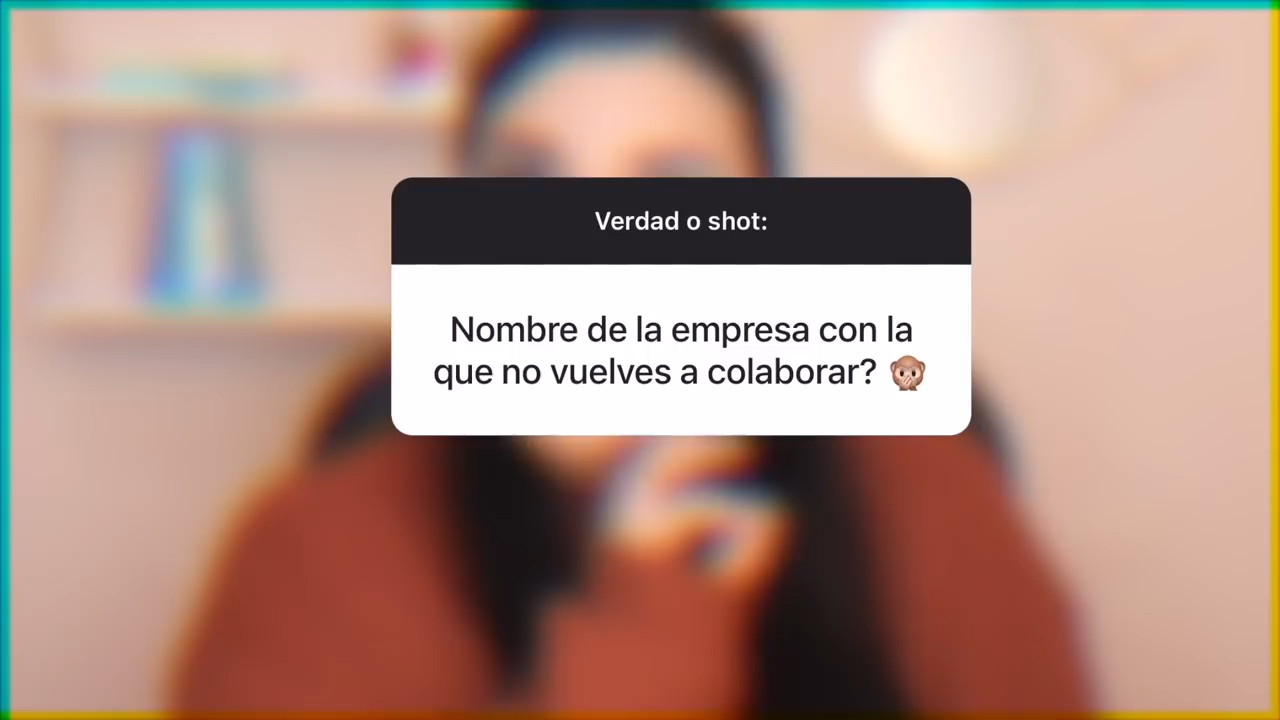 Verdad o shot:
Nombre de la empresa con la
que no vuelves a colaborar? 🙊